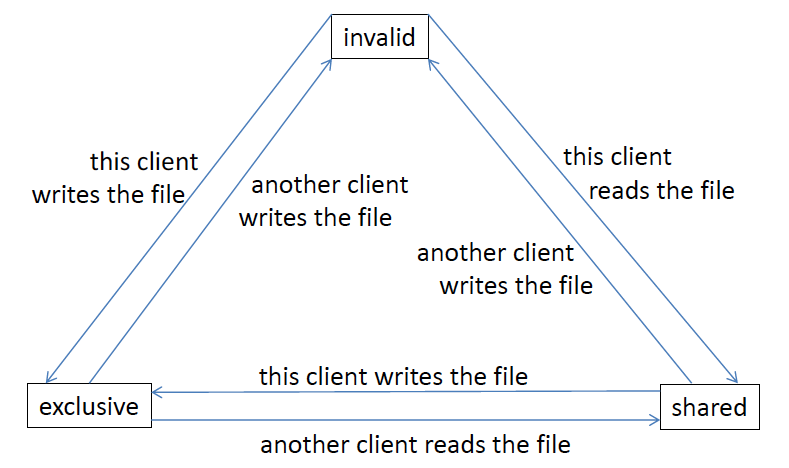 invalid
this client
writes the file
another client
writes the file
this client
reads the file
another client
writes the file
this client writes the file
exclusive
shared
another client reads the file